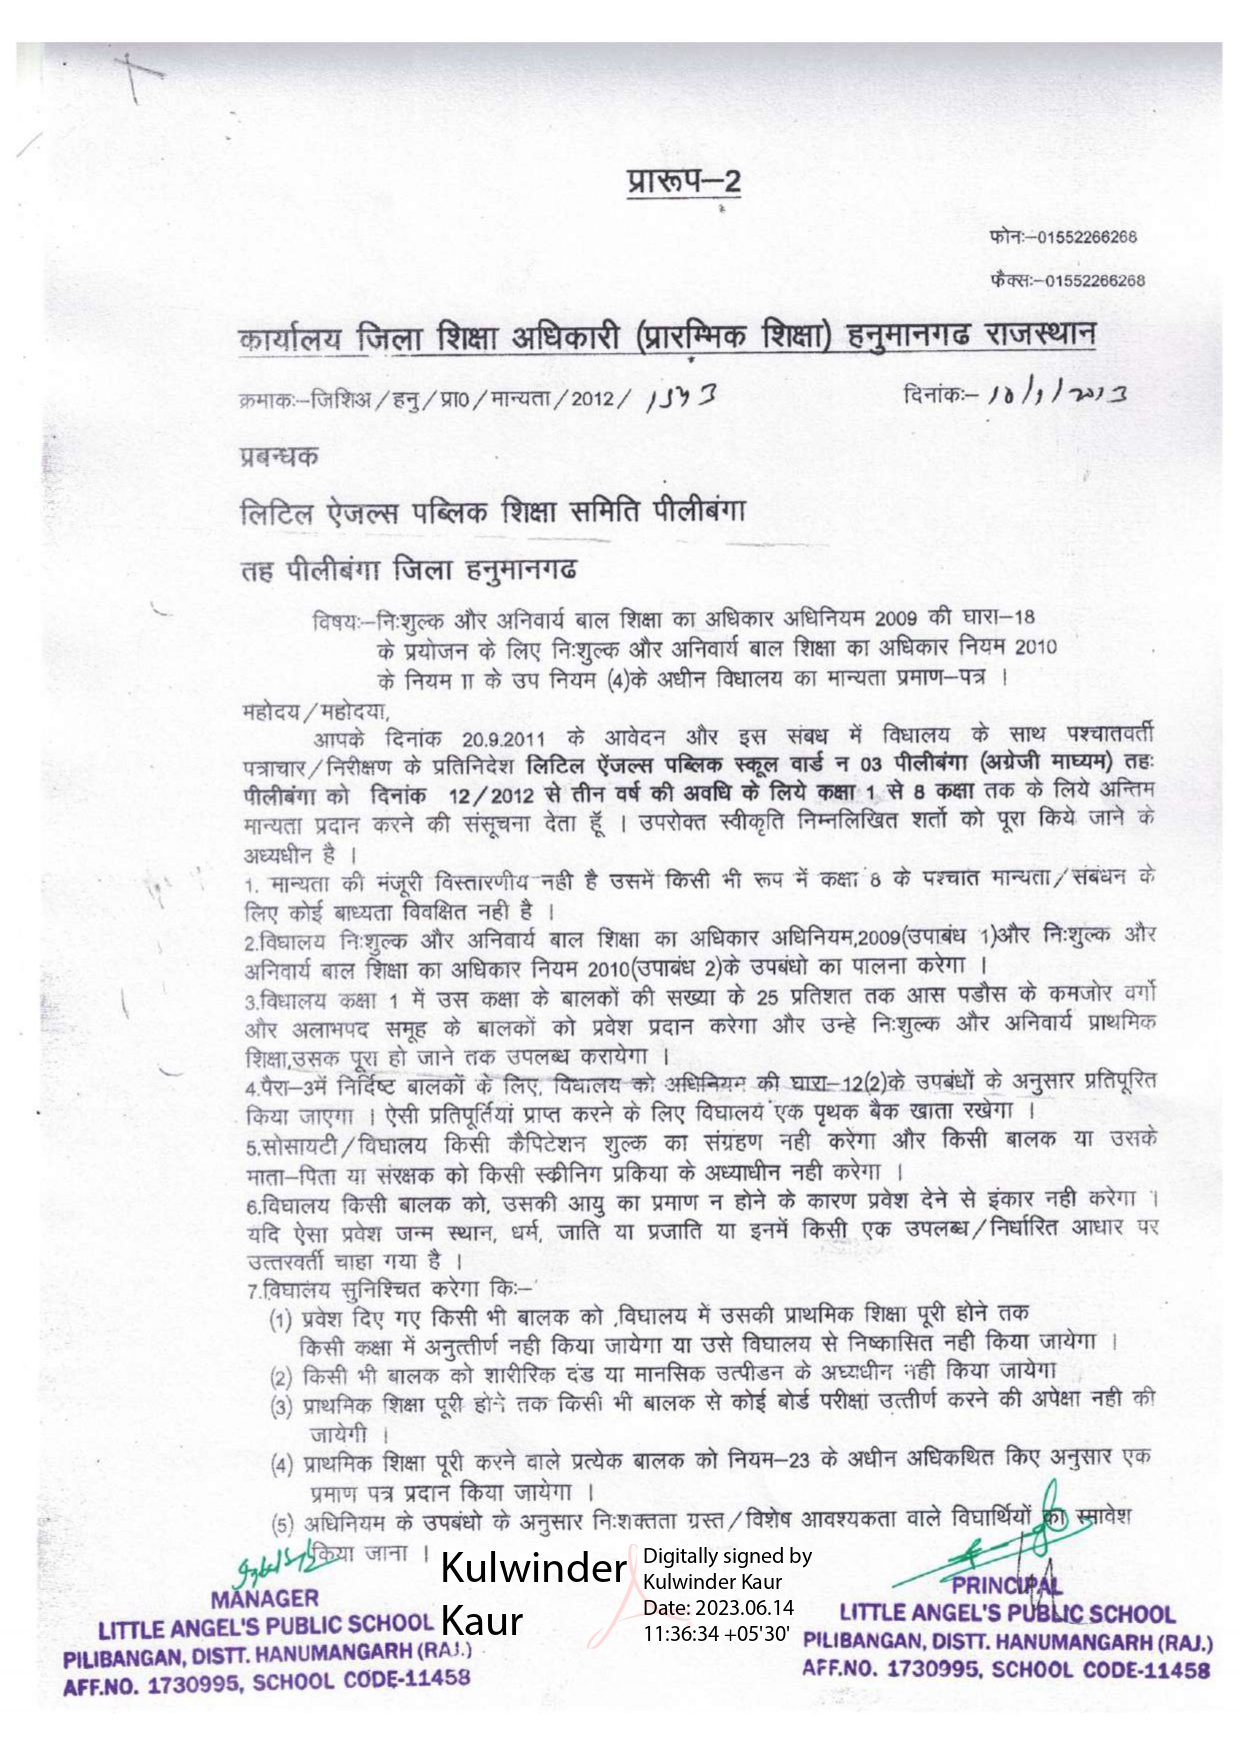 प्रारूप–2
फोनः–01552266268
फैक्सः–01552266268
कार्यालय जिला शिक्षा अधिकारी (प्रारम्भिक शिक्षा) हनुमानगढ राजस्थान
क्रमाकः–जिशिअ/हनु/प्रा0/मान्यता/2012/ 1543 दिनांकः– 10/1/2013
प्रबन्धक
लिटिल ऐजल्स पब्लिक शिक्षा समिति पीलीबंगा
तह पीलीबंगा जिला हनुमानगढ
विषयः–निःशुल्क और अनिवार्य बाल शिक्षा का अधिकार अधिनियम 2009 की घारा–18
के प्रयोजन के लिए निःशुल्क और अनिवार्य बाल शिक्षा का अधिकार नियम 2010
के नियम 11 के उप नियम (4)के अधीन विधालय का मान्यता प्रमाण–पत्र ।
महोदय/महोदया,
आपके दिनांक 20.9.2011 के आवेदन और इस संबध में विधालय के साथ पश्चातवर्ती
पत्राचार/निरीक्षण के प्रतिनिदेश लिटिल ऐंजल्स पब्लिक स्कूल वार्ड न 03 पीलीबंगा (अग्रेजी माध्यम) तहः
पीलीबंगा को दिनांक 12/2012 से तीन वर्ष की अवधि के लिये कक्षा 1 से 8 कक्षा तक के लिये अन्तिम
मान्यता प्रदान करने की संसूचना देता हूॅ । उपरोक्त स्वीकृति निम्नलिखित शर्तो को पूरा किये जाने के
अध्यधीन है ।
1. मान्यता की मंजूरी विस्तारणीय नही है उसमें किसी भी रूप में कक्षा 8 के पश्चात मान्यता/संबंधन के
लिए कोई बाध्यता विवक्षित नही है ।
2.विघालय निःशुल्क और अनिवार्य बाल शिक्षा का अधिकार अधिनियम,2009(उपाबंध 1)और निःशुल्क और
अनिवार्य बाल शिक्षा का अधिकार नियम 2010(उपाबंध 2)के उपबंधो का पालना करेगा ।
3.विधालय कक्षा 1 में उस कक्षा के बालकों की सख्या के 25 प्रतिशत तक आस पडौस के कमजोर वर्गो
और अलाभपद समूह के बालकों को प्रवेश प्रदान करेगा और उन्हे निःशुल्क और अनिवार्य प्राथमिक
शिक्षा,उसक पूरा हो जाने तक उपलब्ध करायेगा ।
4.पैरा–3में निर्दिष्ट बालकों के लिए, विघालय को अधिनियम की घारा–12(2)के उपबंधों के अनुसार प्रतिपूरित
किया जाएगा । ऐसी प्रतिपूर्तियां प्राप्त करने के लिए विघालय एक पृथक बैक खाता रखेगा ।
5.सोसायटी/विघालय किसी कैपिटेशन शुल्क का संग्रहण नही करेगा और किसी बालक या उसके
माता–पिता या संरक्षक को किसी स्क्रीनिग प्रकिया के अध्याधीन नही करेगा ।
6.विघालय किसी बालक को, उसकी आयु का प्रमाण न होने के कारण प्रवेश देने से इंकार नही करेगा ।
यदि ऐसा प्रवेश जन्म स्थान, धर्म, जाति या प्रजाति या इनमें किसी एक उपलब्ध/निर्धारित आधार पर
उत्तरवर्ती चाहा गया है ।
7.विघालय सुनिश्चित करेगा किः–
(1) प्रवेश दिए गए किसी भी बालक को ,विघालय में उसकी प्राथमिक शिक्षा पूरी होने तक
किसी कक्षा में अनुत्तीर्ण नही किया जायेगा या उसे विघालय से निष्कासित नही किया जायेगा ।
(2) किसी भी बालक को शारीरिक दंड या मानसिक उत्पीडन के अघ्यधीन नही किया जायेगा
(3) प्राथमिक शिक्षा पूरी होने तक किसी भी बालक से कोई बोर्ड परीक्षा उत्तीर्ण करने की अपेक्षा नही की
जायेगी ।
(4) प्राथमिक शिक्षा पूरी करने वाले प्रत्येक बालक को नियम–23 के अधीन अधिकथित किए अनुसार एक
प्रमाण पत्र प्रदान किया जायेगा ।
(5) अधिनियम के उपबंधो के अनुसार निःशक्तता ग्रस्त/विशेष आवश्यकता वाले विघार्थियों का समावेश
किया जाना ।
Kulwinder
Kaur
Digitally signed by
Kulwinder Kaur
Date: 2023.06.14
11:36:34 +05'30'
MANAGER
LITTLE ANGEL'S PUBLIC SCHOOL
PILIBANGAN, DISTT. HANUMANGARH (RAJ.)
AFF.NO. 1730995, SCHOOL CODE-11458
PRINCIPAL
LITTLE ANGEL'S PUBLIC SCHOOL
PILIBANGAN, DISTT. HANUMANGARH (RAJ.)
AFF.NO. 1730995, SCHOOL CODE-11458